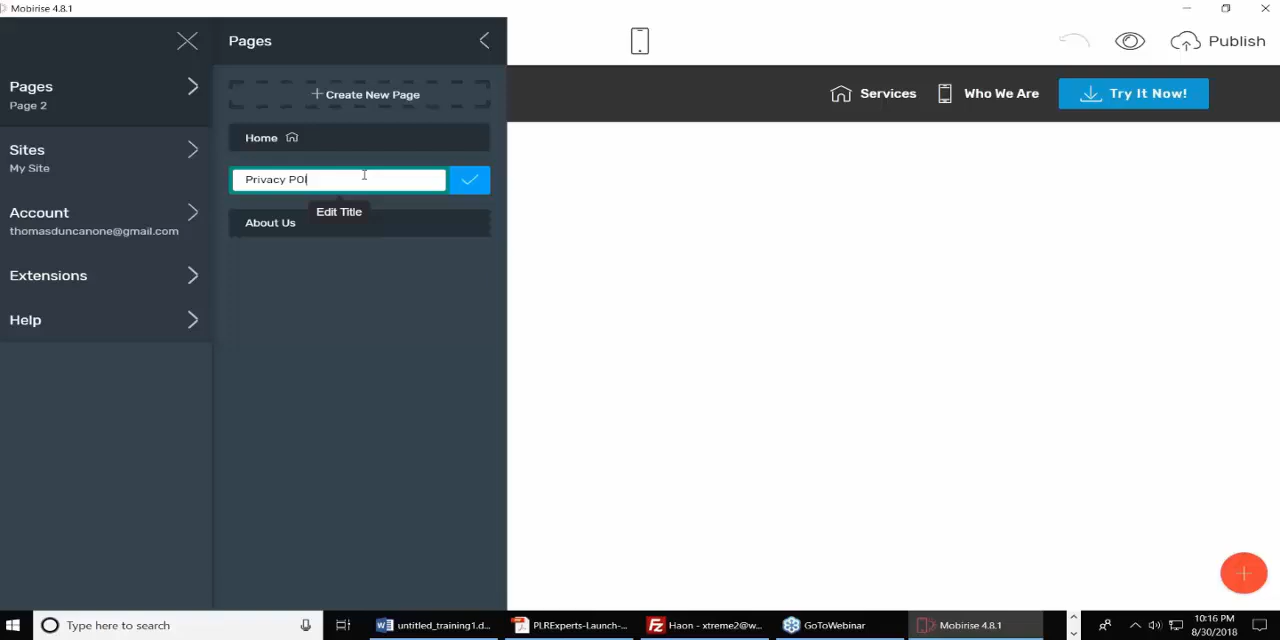 Mobirise 4.8.1
Pages
Publish
Pages
Page 2
Create New Page
Services
Who We Are
Try It Now!
Home
Sites
My Site
Privacy POl
Edit Title
Account
thomasduncanone@gmail.com
About Us
Extensions
Help
Type here to search
untitled_training1.d...
PLRExperts-Launch-...
Haon - xtreme2@w...
GoToWebinar
Mobirise 4.8.1
10:16 PM
8/30/2018